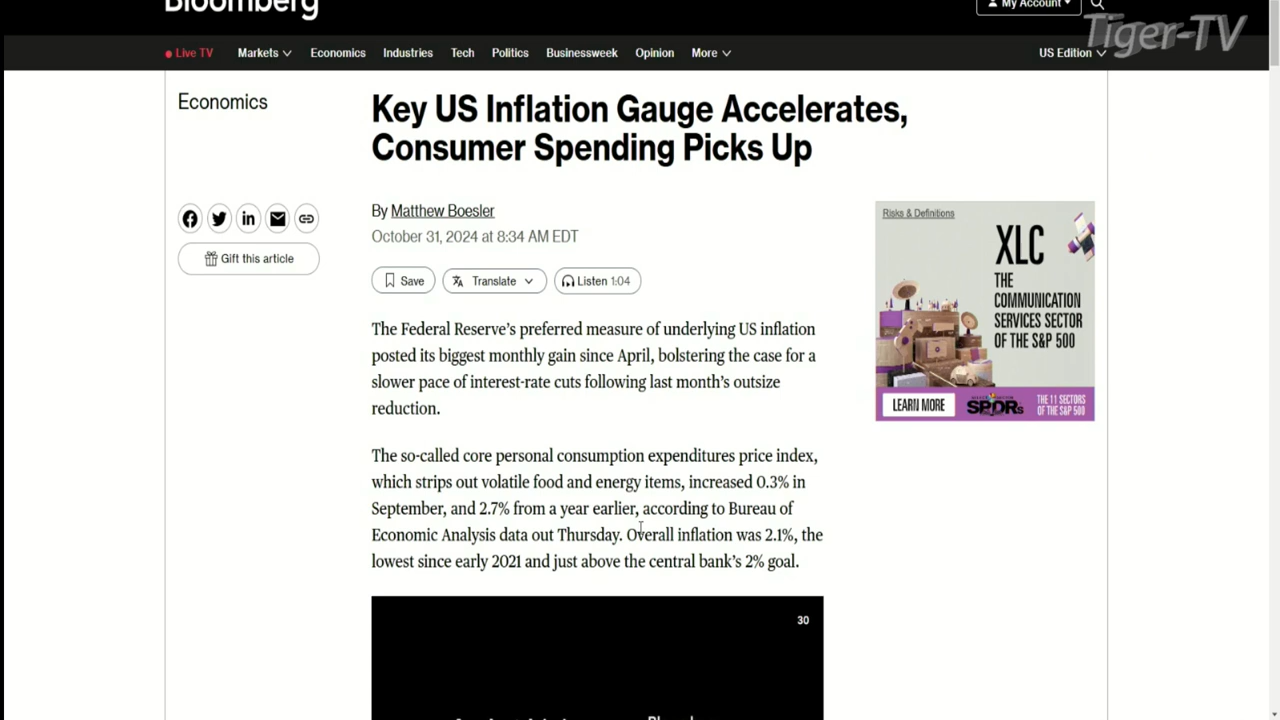 Bloomberg
My Account
Tiger-TV
Live TV
Markets
Economics
Industries
Tech
Politics
Businessweek
Opinion
More
US Edition
Economics
Key US Inflation Gauge Accelerates,
Consumer Spending Picks Up
By Matthew Boesler
October 31, 2024 at 8:34 AM EDT
Gift this article
Save
Translate
Listen 1:04
The Federal Reserve's preferred measure of underlying US inflation
posted its biggest monthly gain since April, bolstering the case for a
slower pace of interest-rate cuts following last month's outsize
reduction.
The so-called core personal consumption expenditures price index,
which strips out volatile food and energy items, increased 0.3% in
September, and 2.7% from a year earlier, according to Bureau of
Economic Analysis data out Thursday. Overall inflation was 2.1%, the
lowest since early 2021 and just above the central bank's 2% goal.
30
Risks & Definitions
XLC
THE
COMMUNICATION
SERVICES SECTOR
OF THE S&P 500
LEARN MORE
SPDRs
THE 11 SECTORS
OF THE S&P 500